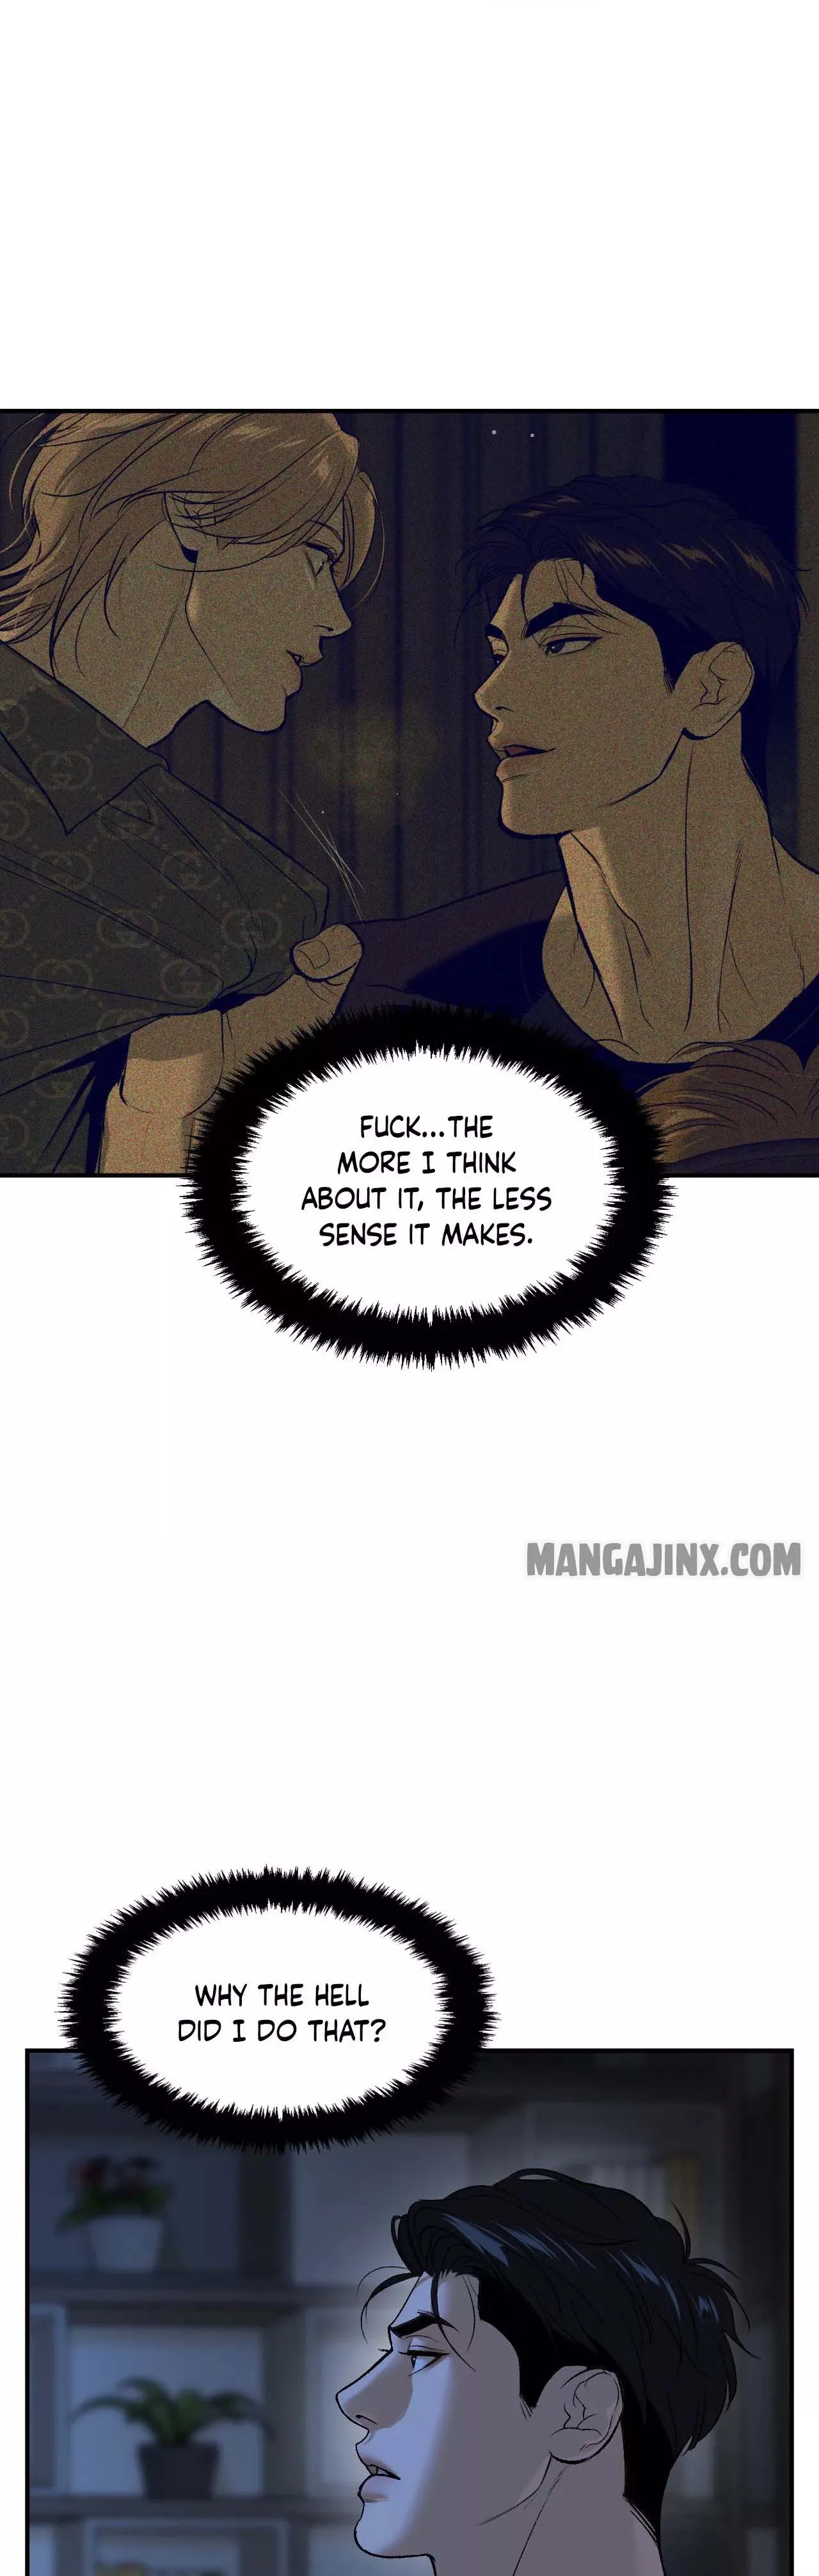 FUCK...THE
MORE I THINK
ABOUT IT, THE LESS
SENSE IT MAKES.
MANGAJINX.COM
WHY THE HELL
DID I DO THAT?